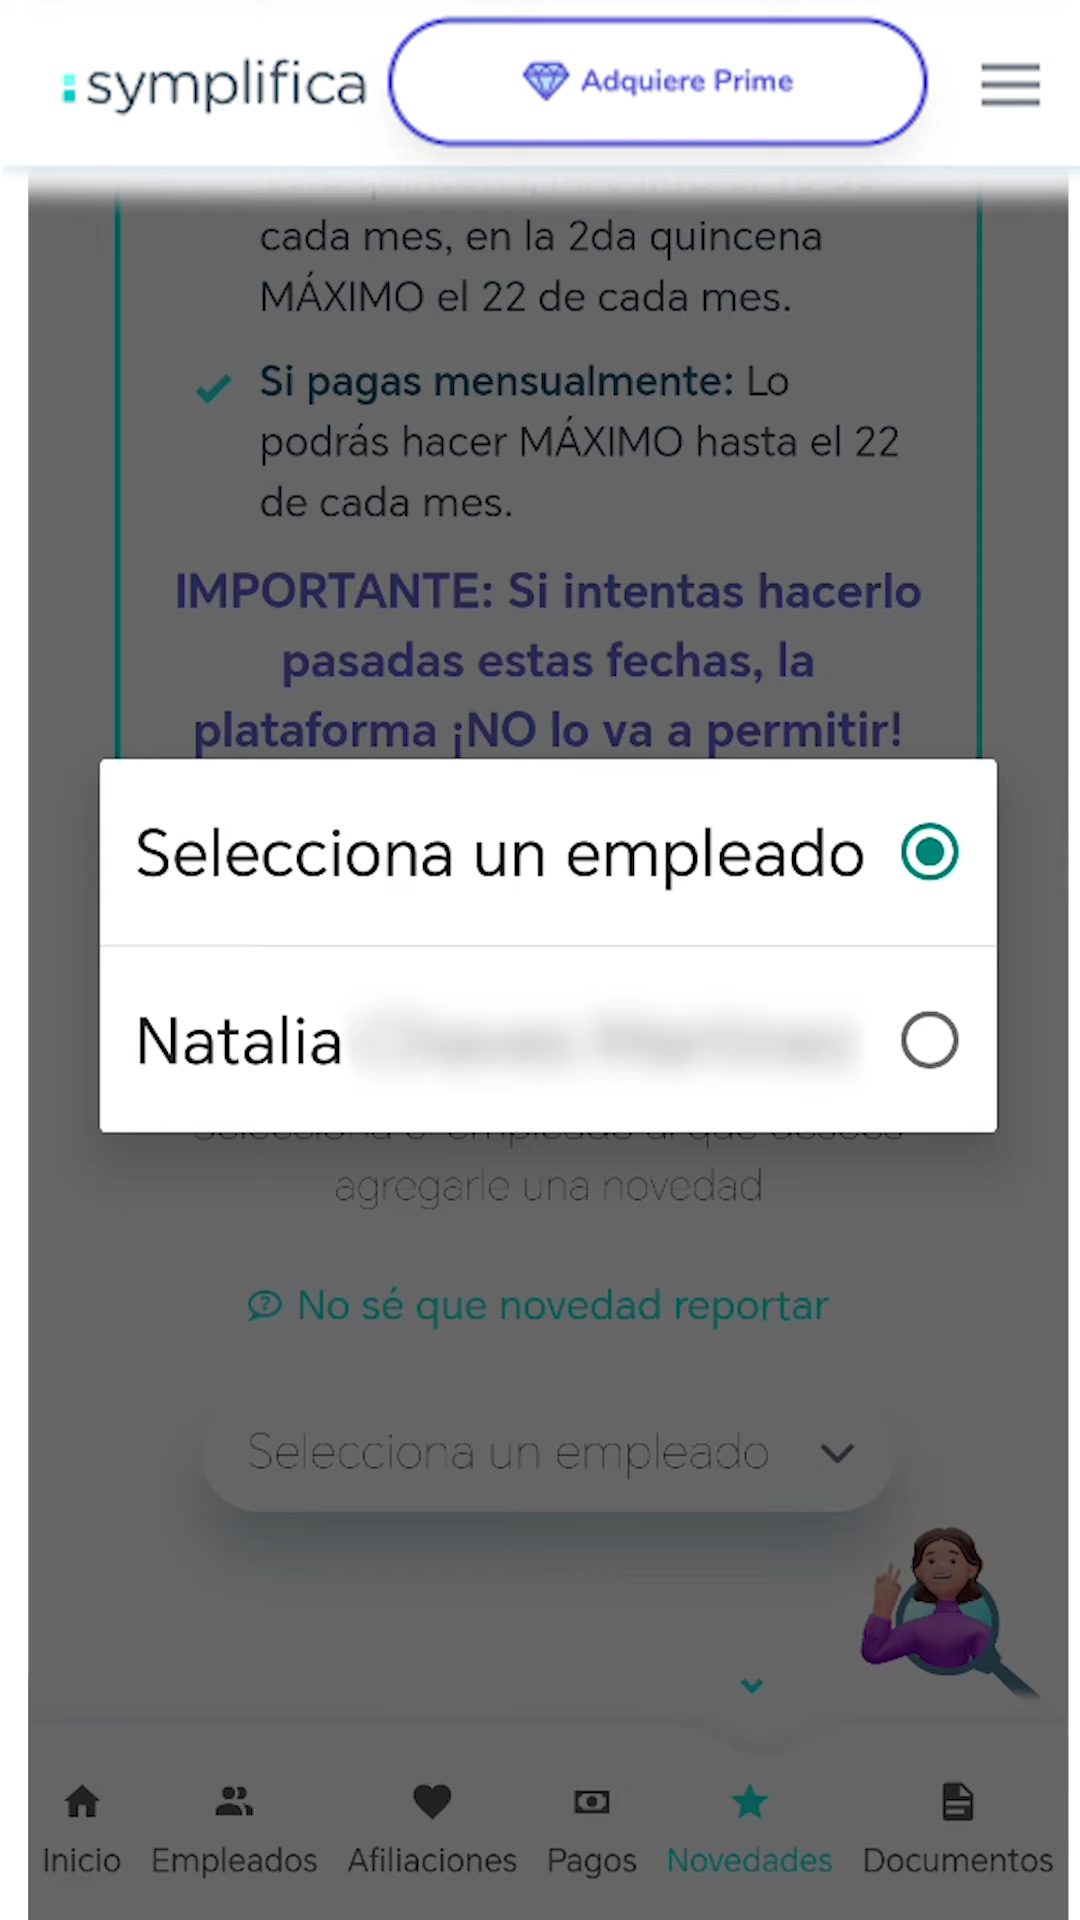 symplifica
Adquiere Prime
cada mes, en la 2da quincena
MÁXIMO el 22 de cada mes.
Si pagas mensualmente: Lo
podrás hacer MÁXIMO hasta el 22
de cada mes.
IMPORTANTE: Si intentas hacerlo
pasadas estas fechas, la
plataforma ¡NO lo va a permitir!
Selecciona un empleado
Natalia
agregarle una novedad
No sé que novedad reportar
Selecciona un empleado
Inicio
Empleados
Afiliaciones
Pagos
Novedades
Documentos